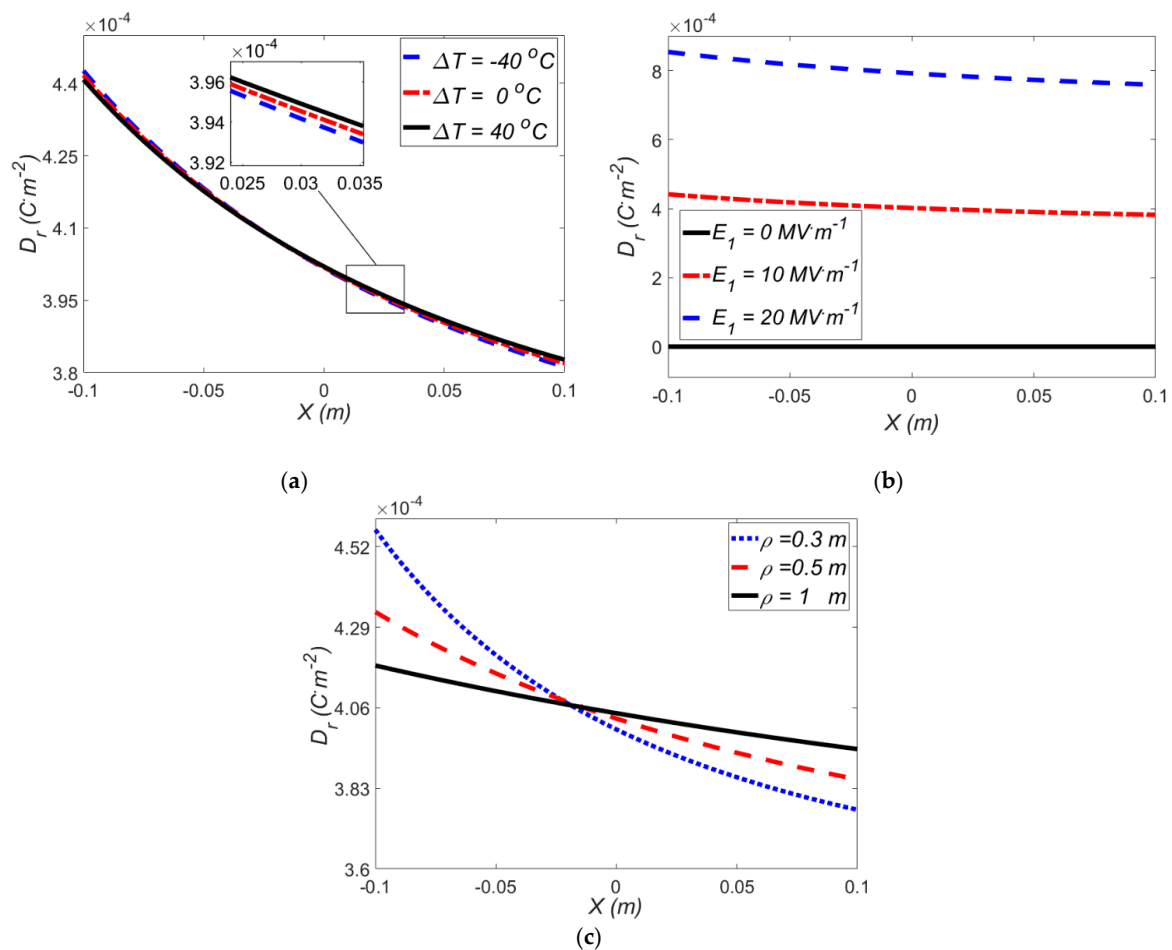 (a)
×10⁻⁴
4.4
4.25
4.1
3.95
3.8
-0.1
-0.05
0
0.05
0.1
X (m)
D_r (C·m⁻²)
×10⁻⁴
3.96
3.94
3.92
0.025
0.03
0.035
ΔT = -40 °C
ΔT = 0 °C
ΔT = 40 °C
×10⁻⁴
8
6
4
2
0
-0.1
-0.05
0
0.05
0.1
X (m)
D_r (C·m⁻²)
E₁ = 0 MV·m⁻¹
E₁ = 10 MV·m⁻¹
E₁ = 20 MV·m⁻¹
(b)
×10⁻⁴
4.52
4.29
4.06
3.83
3.6
-0.1
-0.05
0
0.05
0.1
X (m)
D_r (C·m⁻²)
ρ =0.3 m
ρ =0.5 m
ρ = 1 m
(c)